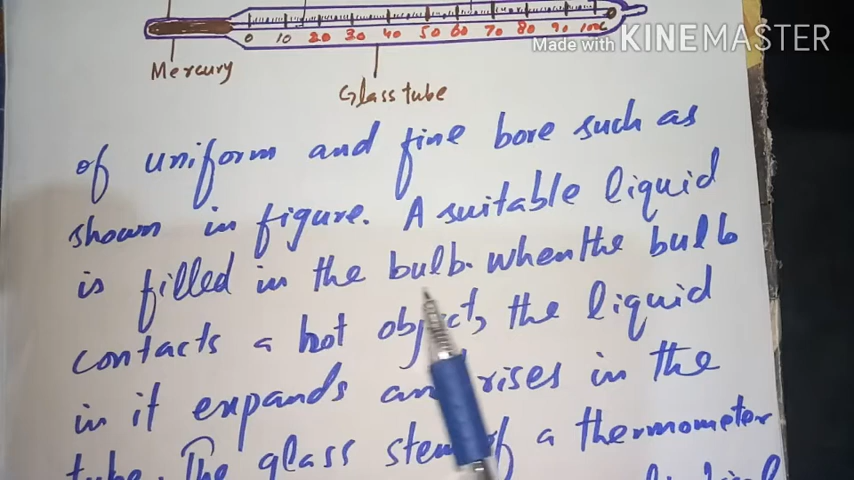 Made with KINEMASTER
0 10 20 30 40 50 60 70 80 90 100c
Mercury
Glass tube
of uniform and fine bore such as
shown in figure. A suitable liquid
is filled in the bulb. when the bulb
contacts a hot object, the liquid
in it expands and rises in the
tube. The glass stem of a thermometer